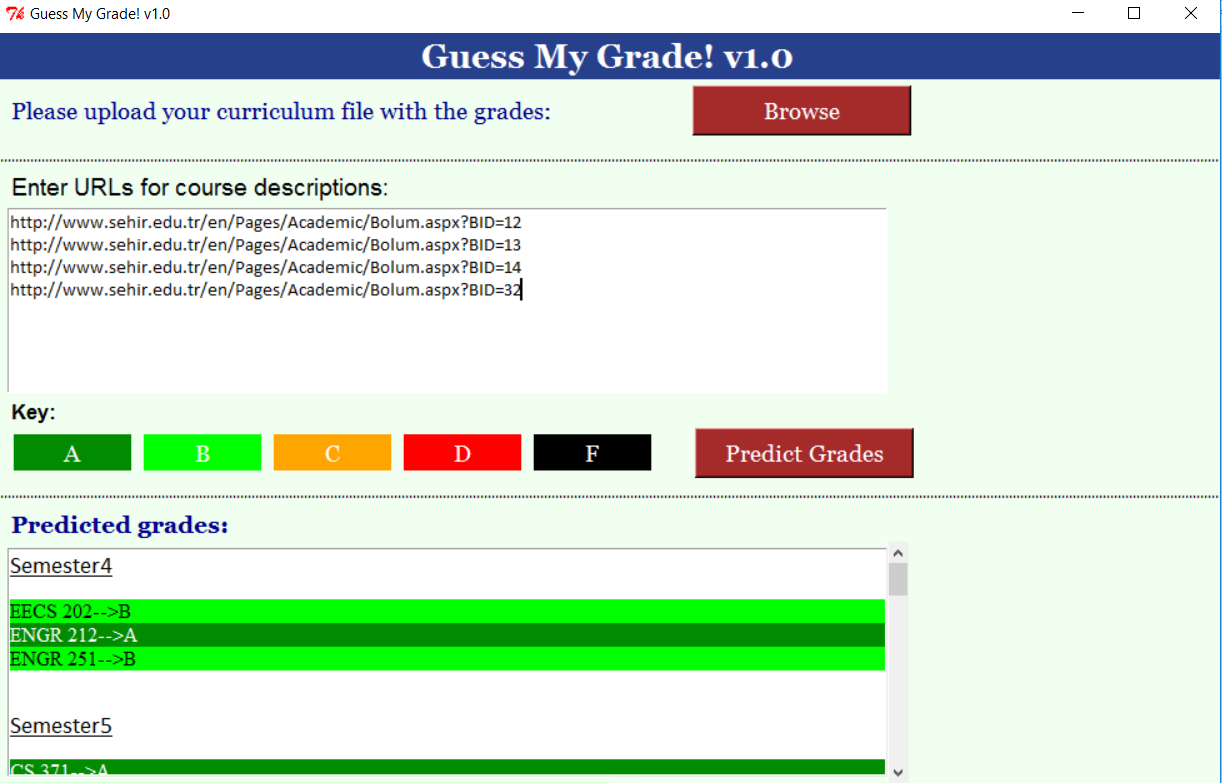 Guess My Grade! v1.0
Guess My Grade! v1.0
Please upload your curriculum file with the grades:
Browse
Enter URLs for course descriptions:
http://www.sehir.edu.tr/en/Pages/Academic/Bolum.aspx?BID=12
http://www.sehir.edu.tr/en/Pages/Academic/Bolum.aspx?BID=13
http://www.sehir.edu.tr/en/Pages/Academic/Bolum.aspx?BID=14
http://www.sehir.edu.tr/en/Pages/Academic/Bolum.aspx?BID=32
Key:
A B C D F
Predict Grades
Predicted grades:
Semester4
EECS 202-->B
ENGR 212-->A
ENGR 251-->B
Semester5
CS 371-->A